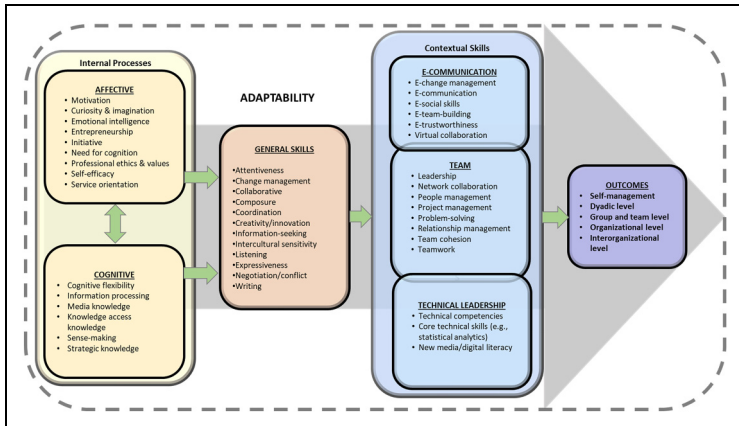 Internal Processes
AFFECTIVE
• Motivation
• Curiosity & imagination
• Emotional intelligence
• Entrepreneurship
• Initiative
• Need for cognition
• Professional ethics & values
• Self-efficacy
• Service orientation
COGNITIVE
• Cognitive flexibility
• Information processing
• Media knowledge
• Knowledge access
knowledge
• Sense-making
• Strategic knowledge
ADAPTABILITY
GENERAL SKILLS
•Attentiveness
•Change management
•Collaborative
•Composure
•Coordination
•Creativity/innovation
•Information-seeking
•Intercultural sensitivity
•Listening
•Expressiveness
•Negotiation/conflict
•Writing
Contextual Skills
E-COMMUNICATION
• E-change management
• E-communication
• E-social skills
• E-team-building
• E-trustworthiness
• Virtual collaboration
TEAM
• Leadership
• Network collaboration
• People management
• Project management
• Problem-solving
• Relationship management
• Team cohesion
• Teamwork
TECHNICAL LEADERSHIP
• Technical competencies
• Core technical skills (e.g.,
statistical analytics)
• New media/digital literacy
OUTCOMES
• Self-management
• Dyadic level
• Group and team level
• Organizational level
• Interorganizational
level